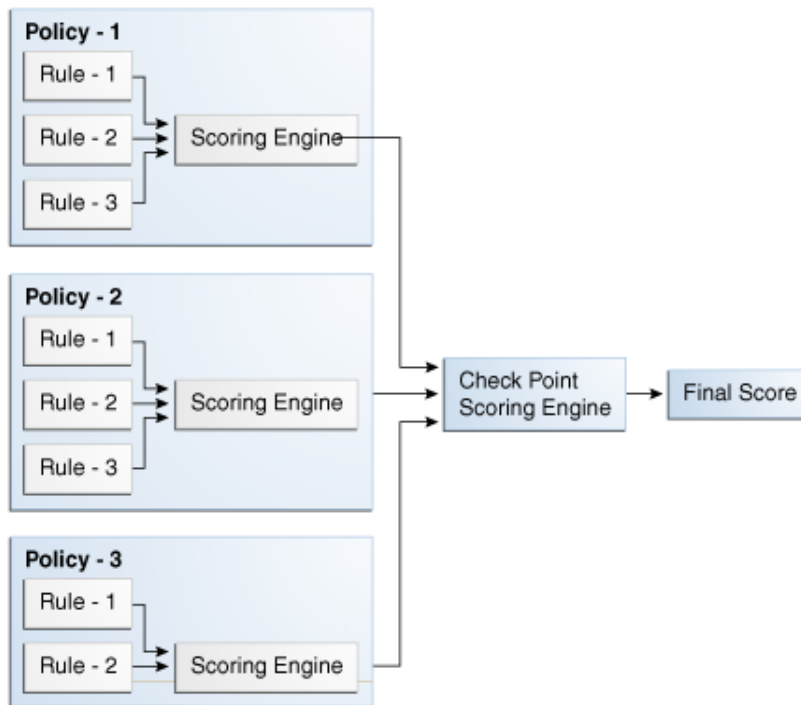 Policy - 1
Rule - 1
Rule - 2
Rule - 3
Scoring Engine
Policy - 2
Rule - 1
Rule - 2
Rule - 3
Scoring Engine
Policy - 3
Rule - 1
Rule - 2
Scoring Engine
Check Point
Scoring Engine
Final Score